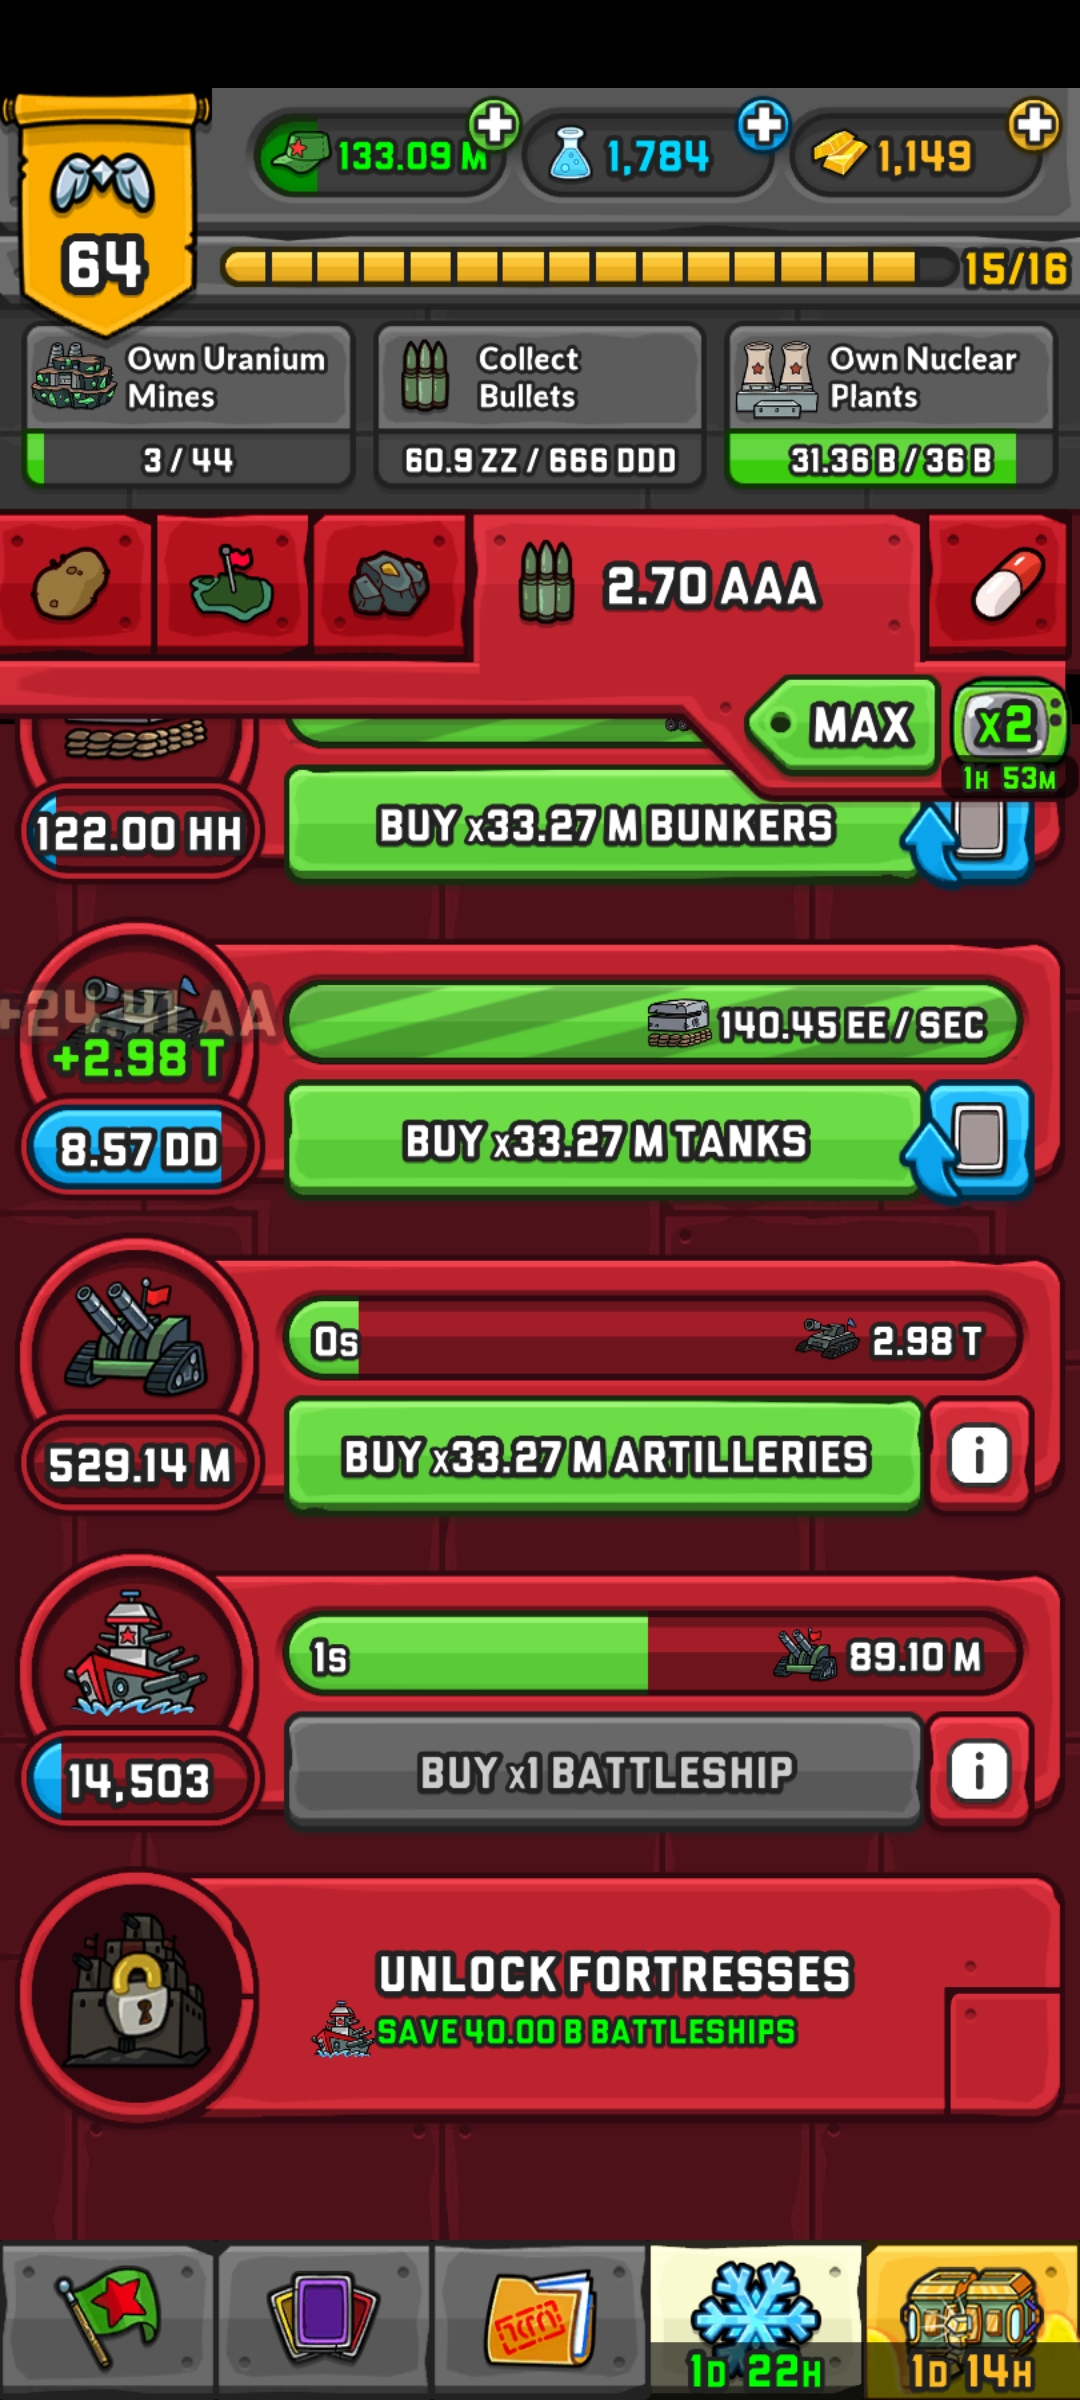 133.09 M
1,784
1,149
64
15/16
Own Uranium
Mines
3 / 44
Collect
Bullets
60.9 ZZ / 666 DDD
Own Nuclear
Plants
31.36 B / 36 B
2.70 AAA
MAX
X2
1H 53M
122.00 HH
BUY x33.27 M BUNKERS
+24.41 AA
+2.98 T
140.45 EE / SEC
8.57 DD
BUY x33.27 M TANKS
0s
2.98 T
529.14 M
BUY x33.27 M ARTILLERIES
i
1s
89.10 M
14,503
BUY x1 BATTLESHIP
i
UNLOCK FORTRESSES
SAVE 40.00 B BATTLESHIPS
1D 22H
1D 14H